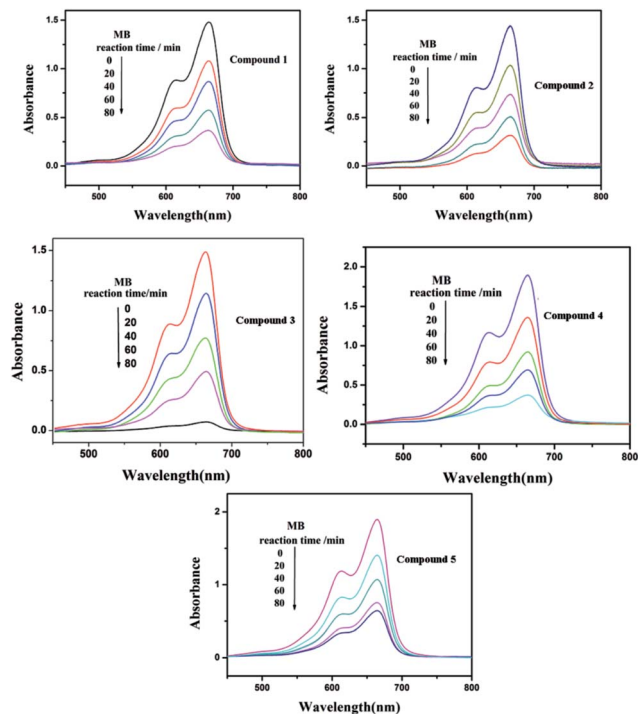 MB
reaction time / min
0
20
40
60
80
Compound 1
Absorbance
1.5
1.0
0.5
0.0
500 600 700 800
Wavelength(nm)
MB
reaction time / min
0
20
40
60
80
Compound 2
Absorbance
1.5
1.0
0.5
0.0
400 500 600 700 800
Wavelength(nm)
MB
reaction time/min
0
20
40
60
80
Compound 3
Absorbance
1.5
1.0
0.5
0.0
500 600 700 800
Wavelength(nm)
MB
reaction time /min
0
20
40
60
80
Compound 4
Absorbance
2.0
1.5
1.0
0.5
0.0
400 500 600 700 800
Wavelength(nm)
MB
reaction time /min
0
20
40
60
80
Compound 5
Absorbance
2
1
0
500 600 700 800
Wavelength(nm)